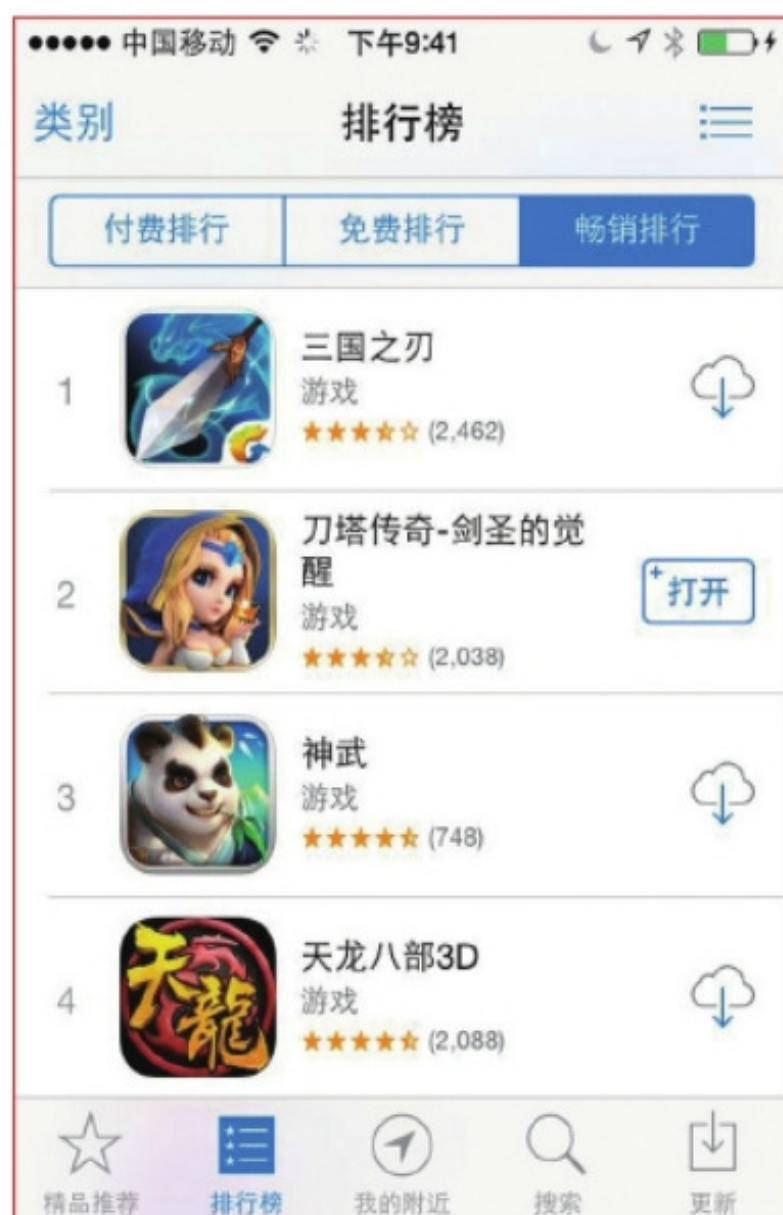 中国移动 下午9:41
类别 排行榜
付费排行 免费排行 畅销排行
1
三国之刃
游戏
(2,462)
2
刀塔传奇-剑圣的觉
醒
游戏
(2,038)
+打开
3
神武
游戏
(748)
4
天龍
天龙八部3D
游戏
(2,088)
精品推荐 排行榜 我的附近 搜索 更新